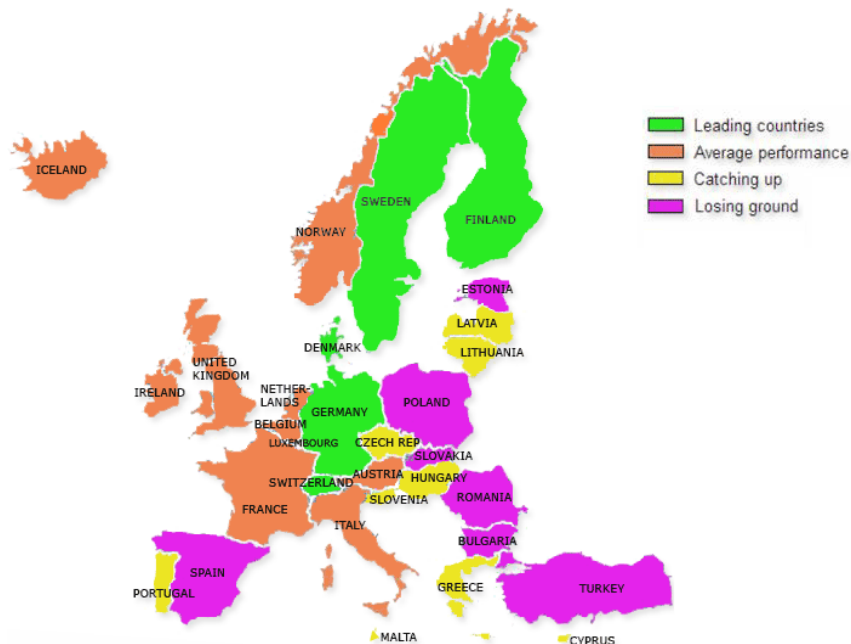 Leading countries
Average performance
Catching up
Losing ground
ICELAND
SWEDEN
FINLAND
NORWAY
ESTONIA
LATVIA
LITHUANIA
DENMARK
UNITED
KINGDOM
IRELAND
NETHER-
LANDS
GERMANY
POLAND
BELGIUM
LUXEMBOURG
CZECH REP
SLOVAKIA
AUSTRIA
HUNGARY
SWITZERLAND
SLOVENIA
ROMANIA
FRANCE
ITALY
BULGARIA
SPAIN
PORTUGAL
GREECE
TURKEY
MALTA
CYPRUS